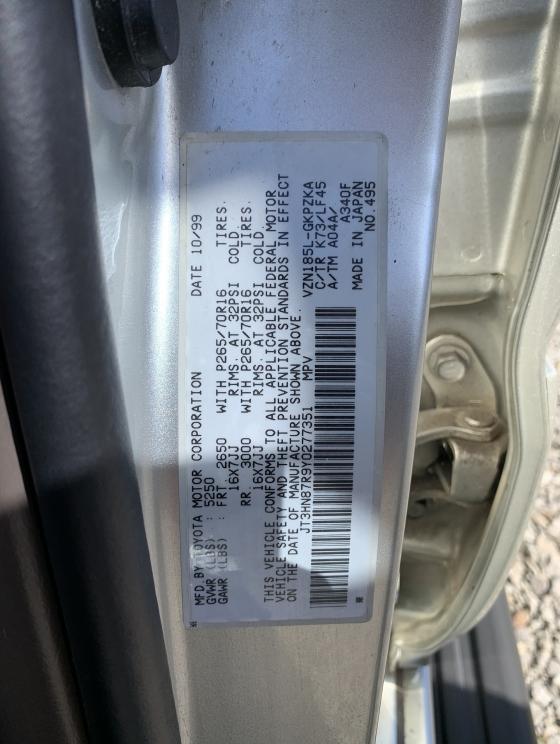 MFD.BY TOYOTA MOTOR CORPORATION DATE 10/99
GVWR (LBS) : 5250
GAWR (LBS) : FRT. 2650 WITH P265/70R16 TIRES.
16X7JJ RIMS. AT 32PSI COLD.
RR. 3000 WITH P265/70R16 TIRES.
16X7JJ RIMS. AT 32PSI COLD.
THIS VEHICLE CONFORMS TO ALL APPLICABLE FEDERAL MOTOR
VEHICLE SAFETY AND THEFT PREVENTION STANDARDS IN EFFECT
ON THE DATE OF MANUFACTURE SHOWN ABOVE.
JT3HN87R9Y0277351 MPV
VZN185L-GKPZKA
C/TR K73/LF45
A/TM A04A/
A340F
MADE IN JAPAN
NO.495